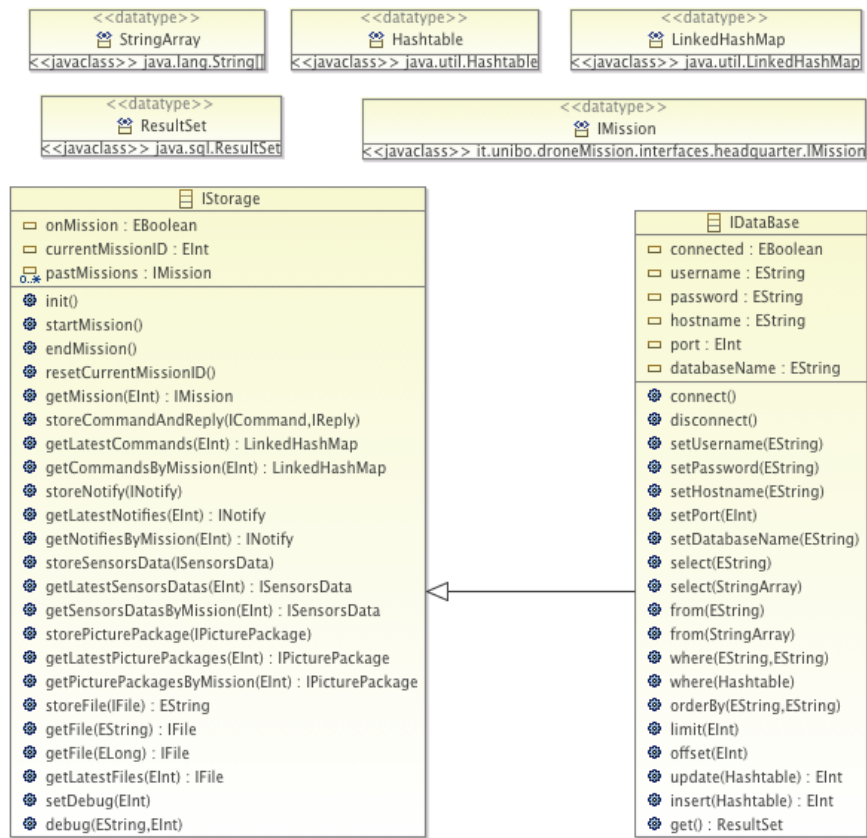 <<datatype>>
StringArray
<<javaclass>> java.lang.String[]
<<datatype>>
Hashtable
<<javaclass>> java.util.Hashtable
<<datatype>>
LinkedHashMap
<<javaclass>> java.util.LinkedHashMap
<<datatype>>
ResultSet
<<javaclass>> java.sql.ResultSet
<<datatype>>
IMission
<<javaclass>> it.unibo.droneMission.interfaces.headquarter.IMission
IStorage
onMission : EBoolean
currentMissionID : EInt
0..* pastMissions : IMission
init()
startMission()
endMission()
resetCurrentMissionID()
getMission(EInt) : IMission
storeCommandAndReply(ICommand,IReply)
getLatestCommands(EInt) : LinkedHashMap
getCommandsByMission(EInt) : LinkedHashMap
storeNotify(INotify)
getLatestNotifies(EInt) : INotify
getNotifiesByMission(EInt) : INotify
storeSensorsData(ISensorsData)
getLatestSensorsDatas(EInt) : ISensorsData
getSensorsDatasByMission(EInt) : ISensorsData
storePicturePackage(IPicturePackage)
getLatestPicturePackages(EInt) : IPicturePackage
getPicturePackagesByMission(EInt) : IPicturePackage
storeFile(IFile) : EString
getFile(EString) : IFile
getFile(ELong) : IFile
getLatestFiles(EInt) : IFile
setDebug(EInt)
debug(EString,EInt)
IDataBase
connected : EBoolean
username : EString
password : EString
hostname : EString
port : EInt
databaseName : EString
connect()
disconnect()
setUsername(EString)
setPassword(EString)
setHostname(EString)
setPort(EInt)
setDatabaseName(EString)
select(EString)
select(StringArray)
from(EString)
from(StringArray)
where(EString,EString)
where(Hashtable)
orderBy(EString,EString)
limit(EInt)
offset(EInt)
update(Hashtable) : EInt
insert(Hashtable) : EInt
get() : ResultSet